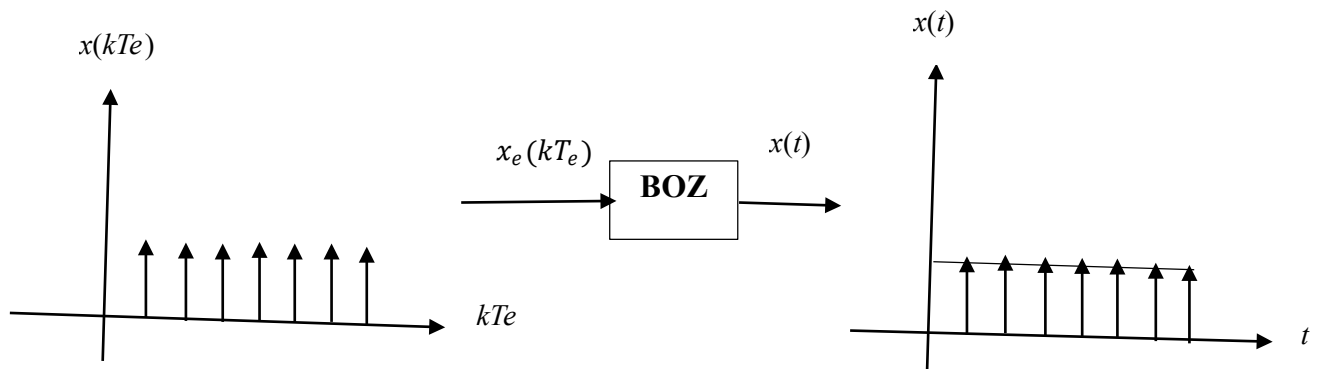 x(kTe)
kTe
x_e(kT_e)
BOZ
x(t)
x(t)
t